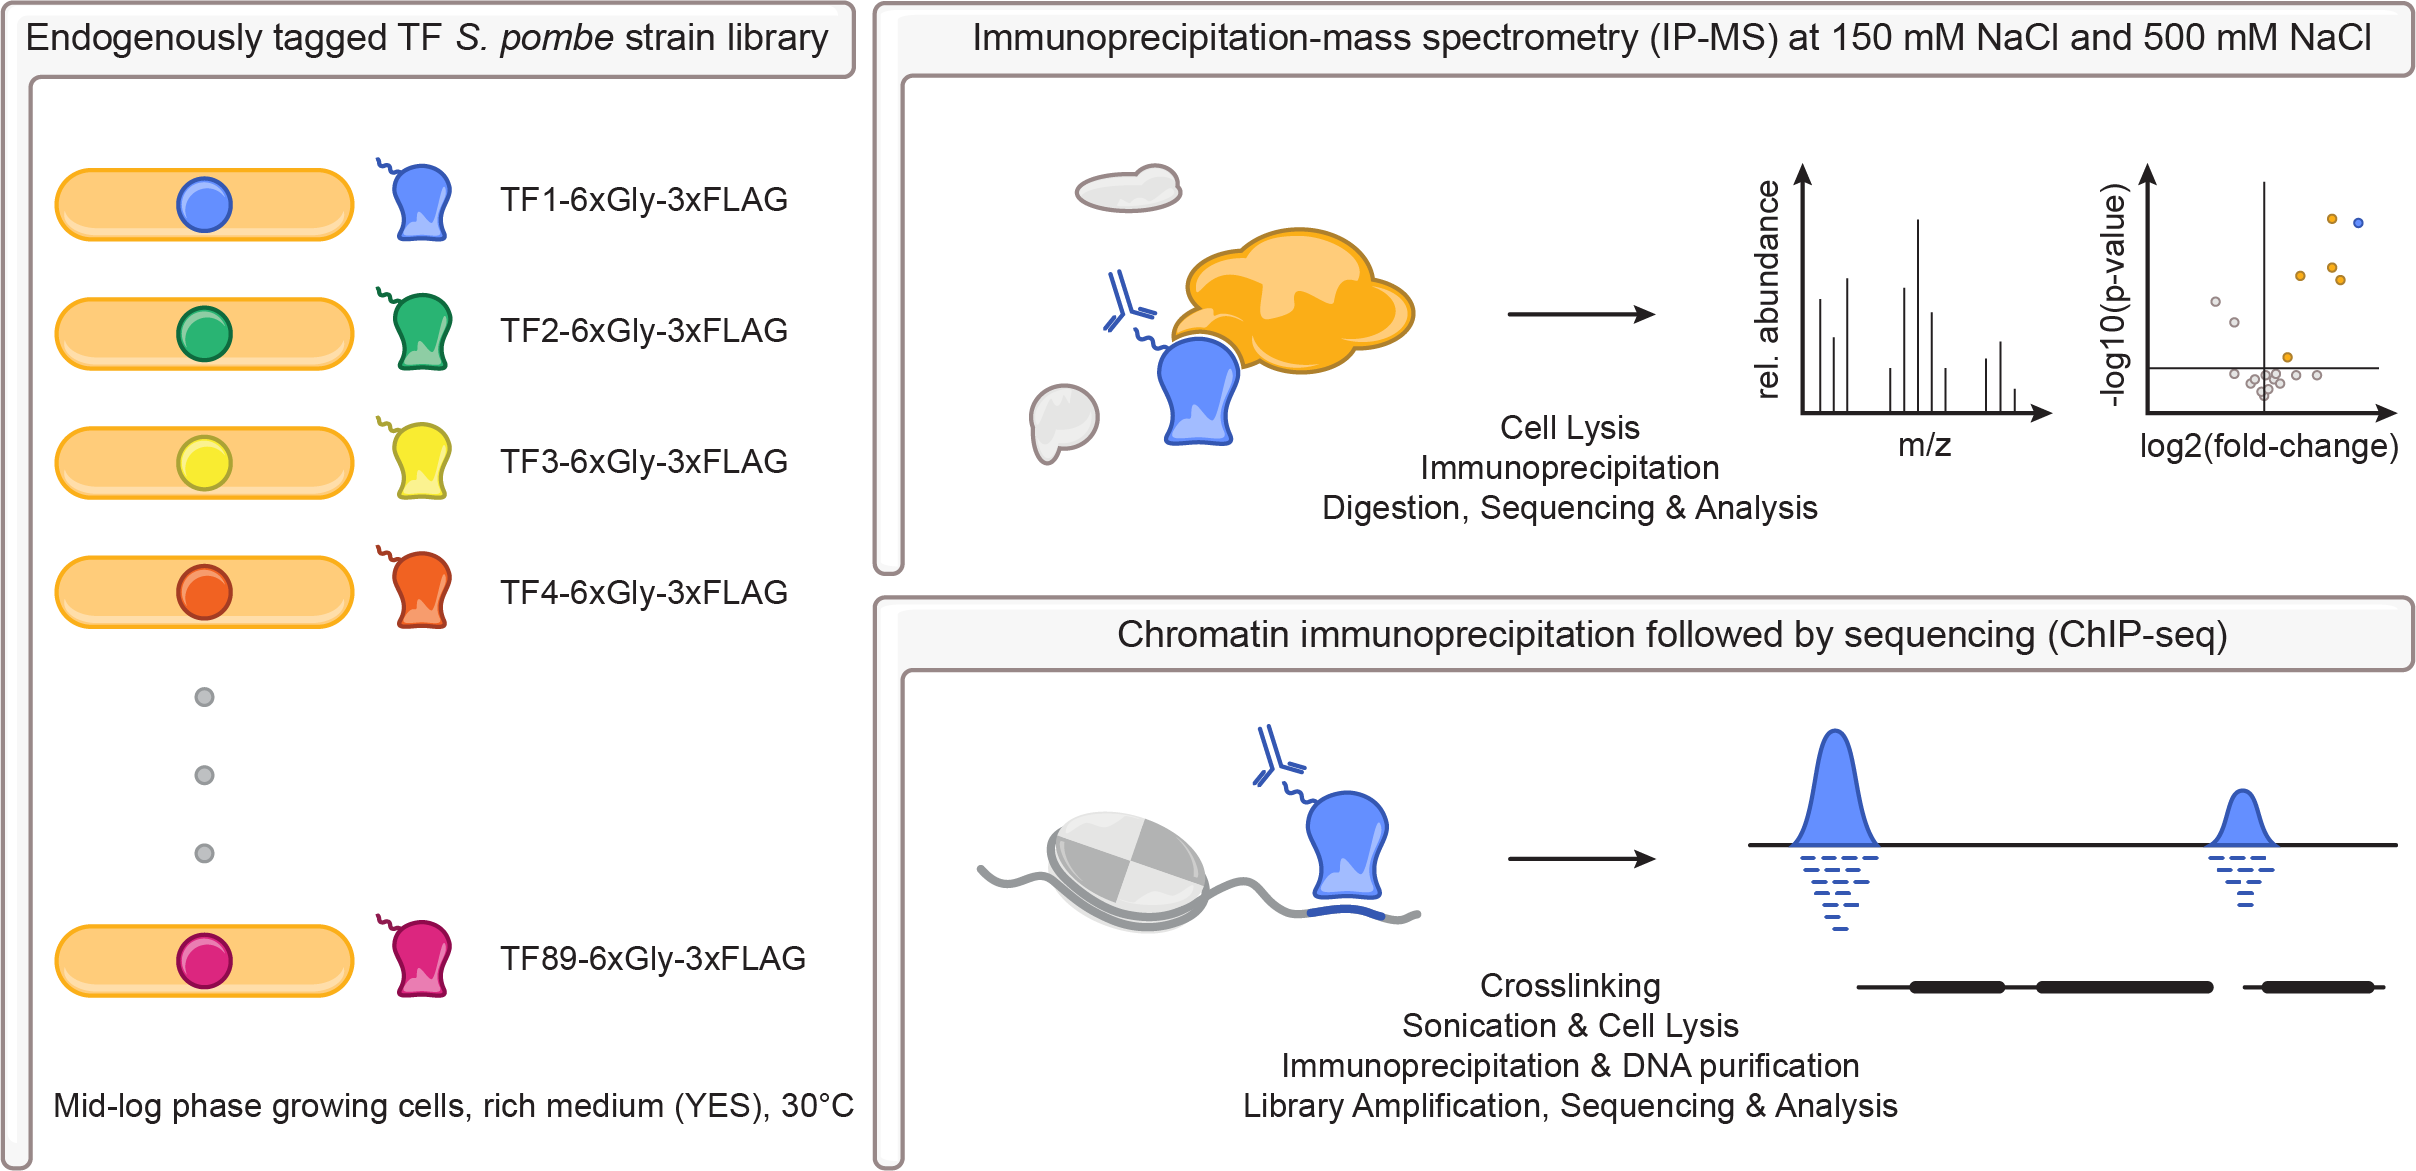 Endogenously tagged TF S. pombe strain library
TF1-6xGly-3xFLAG
TF2-6xGly-3xFLAG
TF3-6xGly-3xFLAG
TF4-6xGly-3xFLAG
TF89-6xGly-3xFLAG
Mid-log phase growing cells, rich medium (YES), 30°C
Immunoprecipitation-mass spectrometry (IP-MS) at 150 mM NaCl and 500 mM NaCl
Cell Lysis
Immunoprecipitation
Digestion, Sequencing & Analysis
rel. abundance
m/z
-log10(p-value)
log2(fold-change)
Chromatin immunoprecipitation followed by sequencing (ChIP-seq)
Crosslinking
Sonication & Cell Lysis
Immunoprecipitation & DNA purification
Library Amplification, Sequencing & Analysis